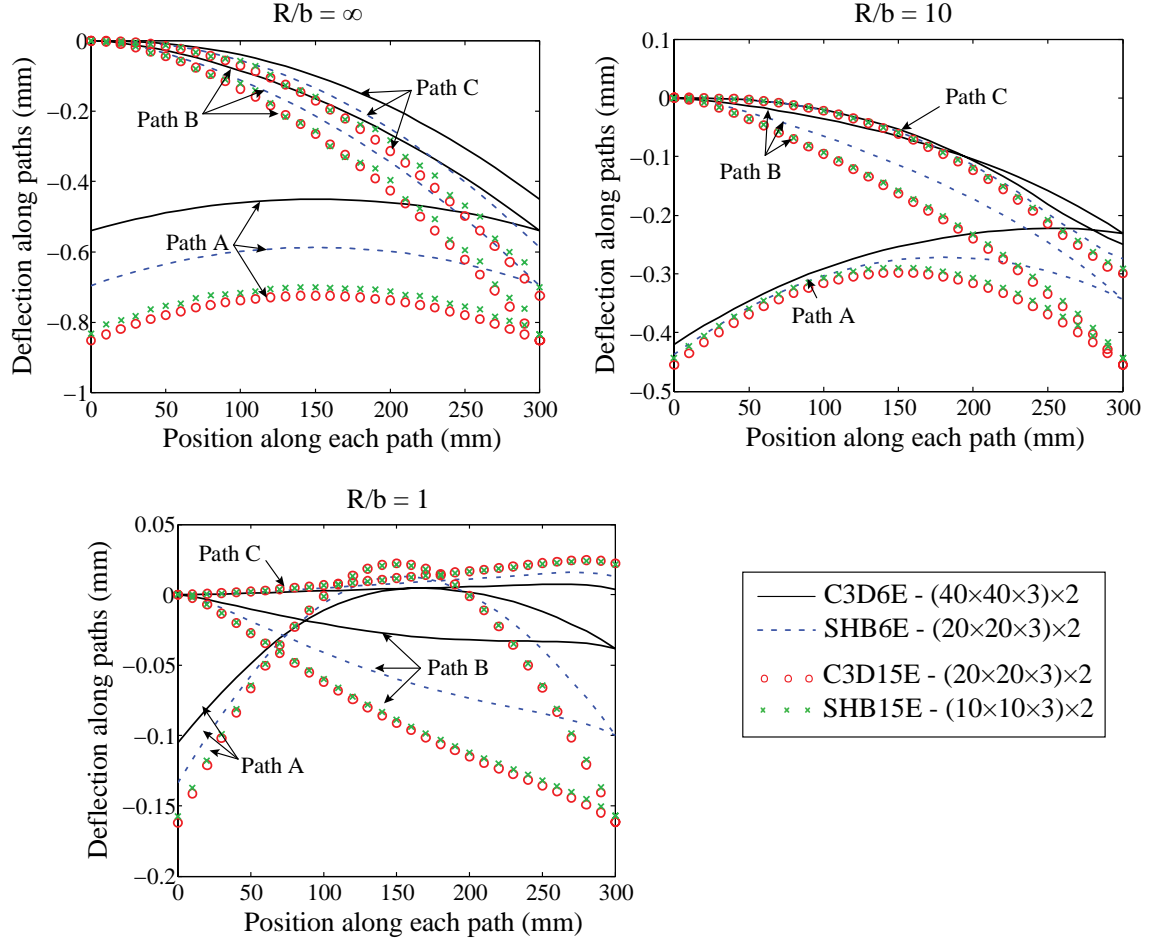 R/b = ∞
0
−0.2
−0.4
−0.6
−0.8
−1
0 50 100 150 200 250 300
Deflection along paths (mm)
Position along each path (mm)
Path C
Path B
Path A
R/b = 10
0.1
0
−0.1
−0.2
−0.3
−0.4
−0.5
0 50 100 150 200 250 300
Deflection along paths (mm)
Position along each path (mm)
Path C
Path B
Path A
R/b = 1
0.05
0
−0.05
−0.1
−0.15
−0.2
0 50 100 150 200 250 300
Deflection along paths (mm)
Position along each path (mm)
Path C
Path B
Path A
C3D6E - (40×40×3)×2
SHB6E - (20×20×3)×2
C3D15E - (20×20×3)×2
SHB15E - (10×10×3)×2